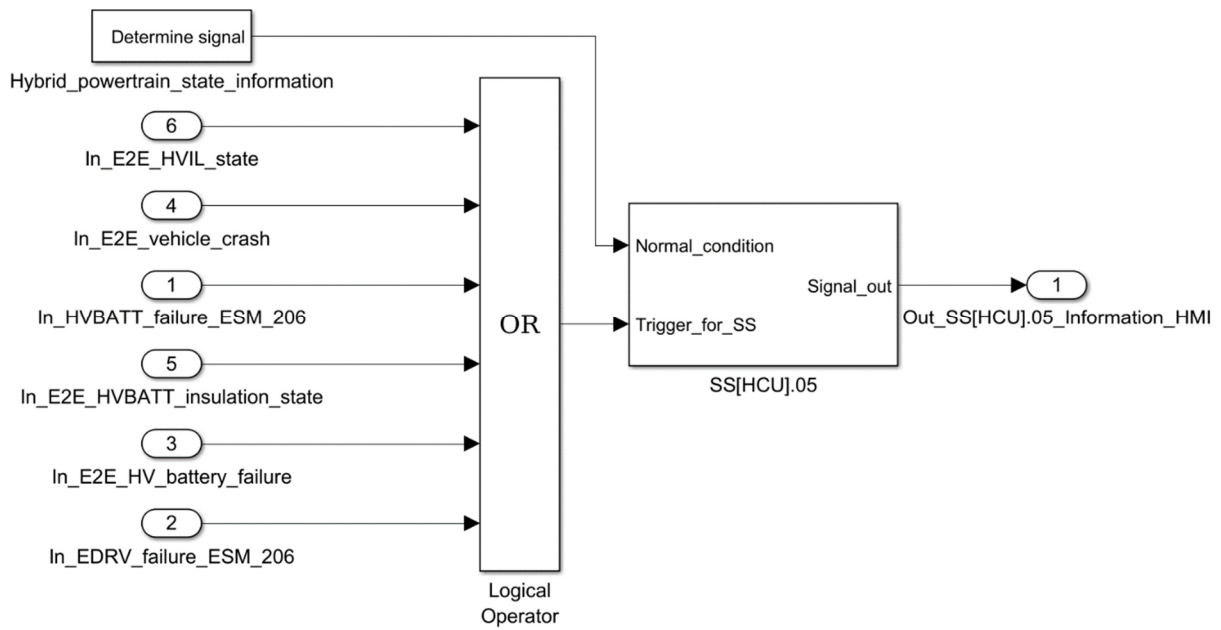 Determine signal
Hybrid_powertrain_state_information
6
In_E2E_HVIL_state
4
In_E2E_vehicle_crash
1
In_HVBATT_failure_ESM_206
5
In_E2E_HVBATT_insulation_state
3
In_E2E_HV_battery_failure
2
In_EDRV_failure_ESM_206
OR
Logical
Operator
Normal_condition
Trigger_for_SS
Signal_out
SS[HCU].05
1
Out_SS[HCU].05_Information_HMI